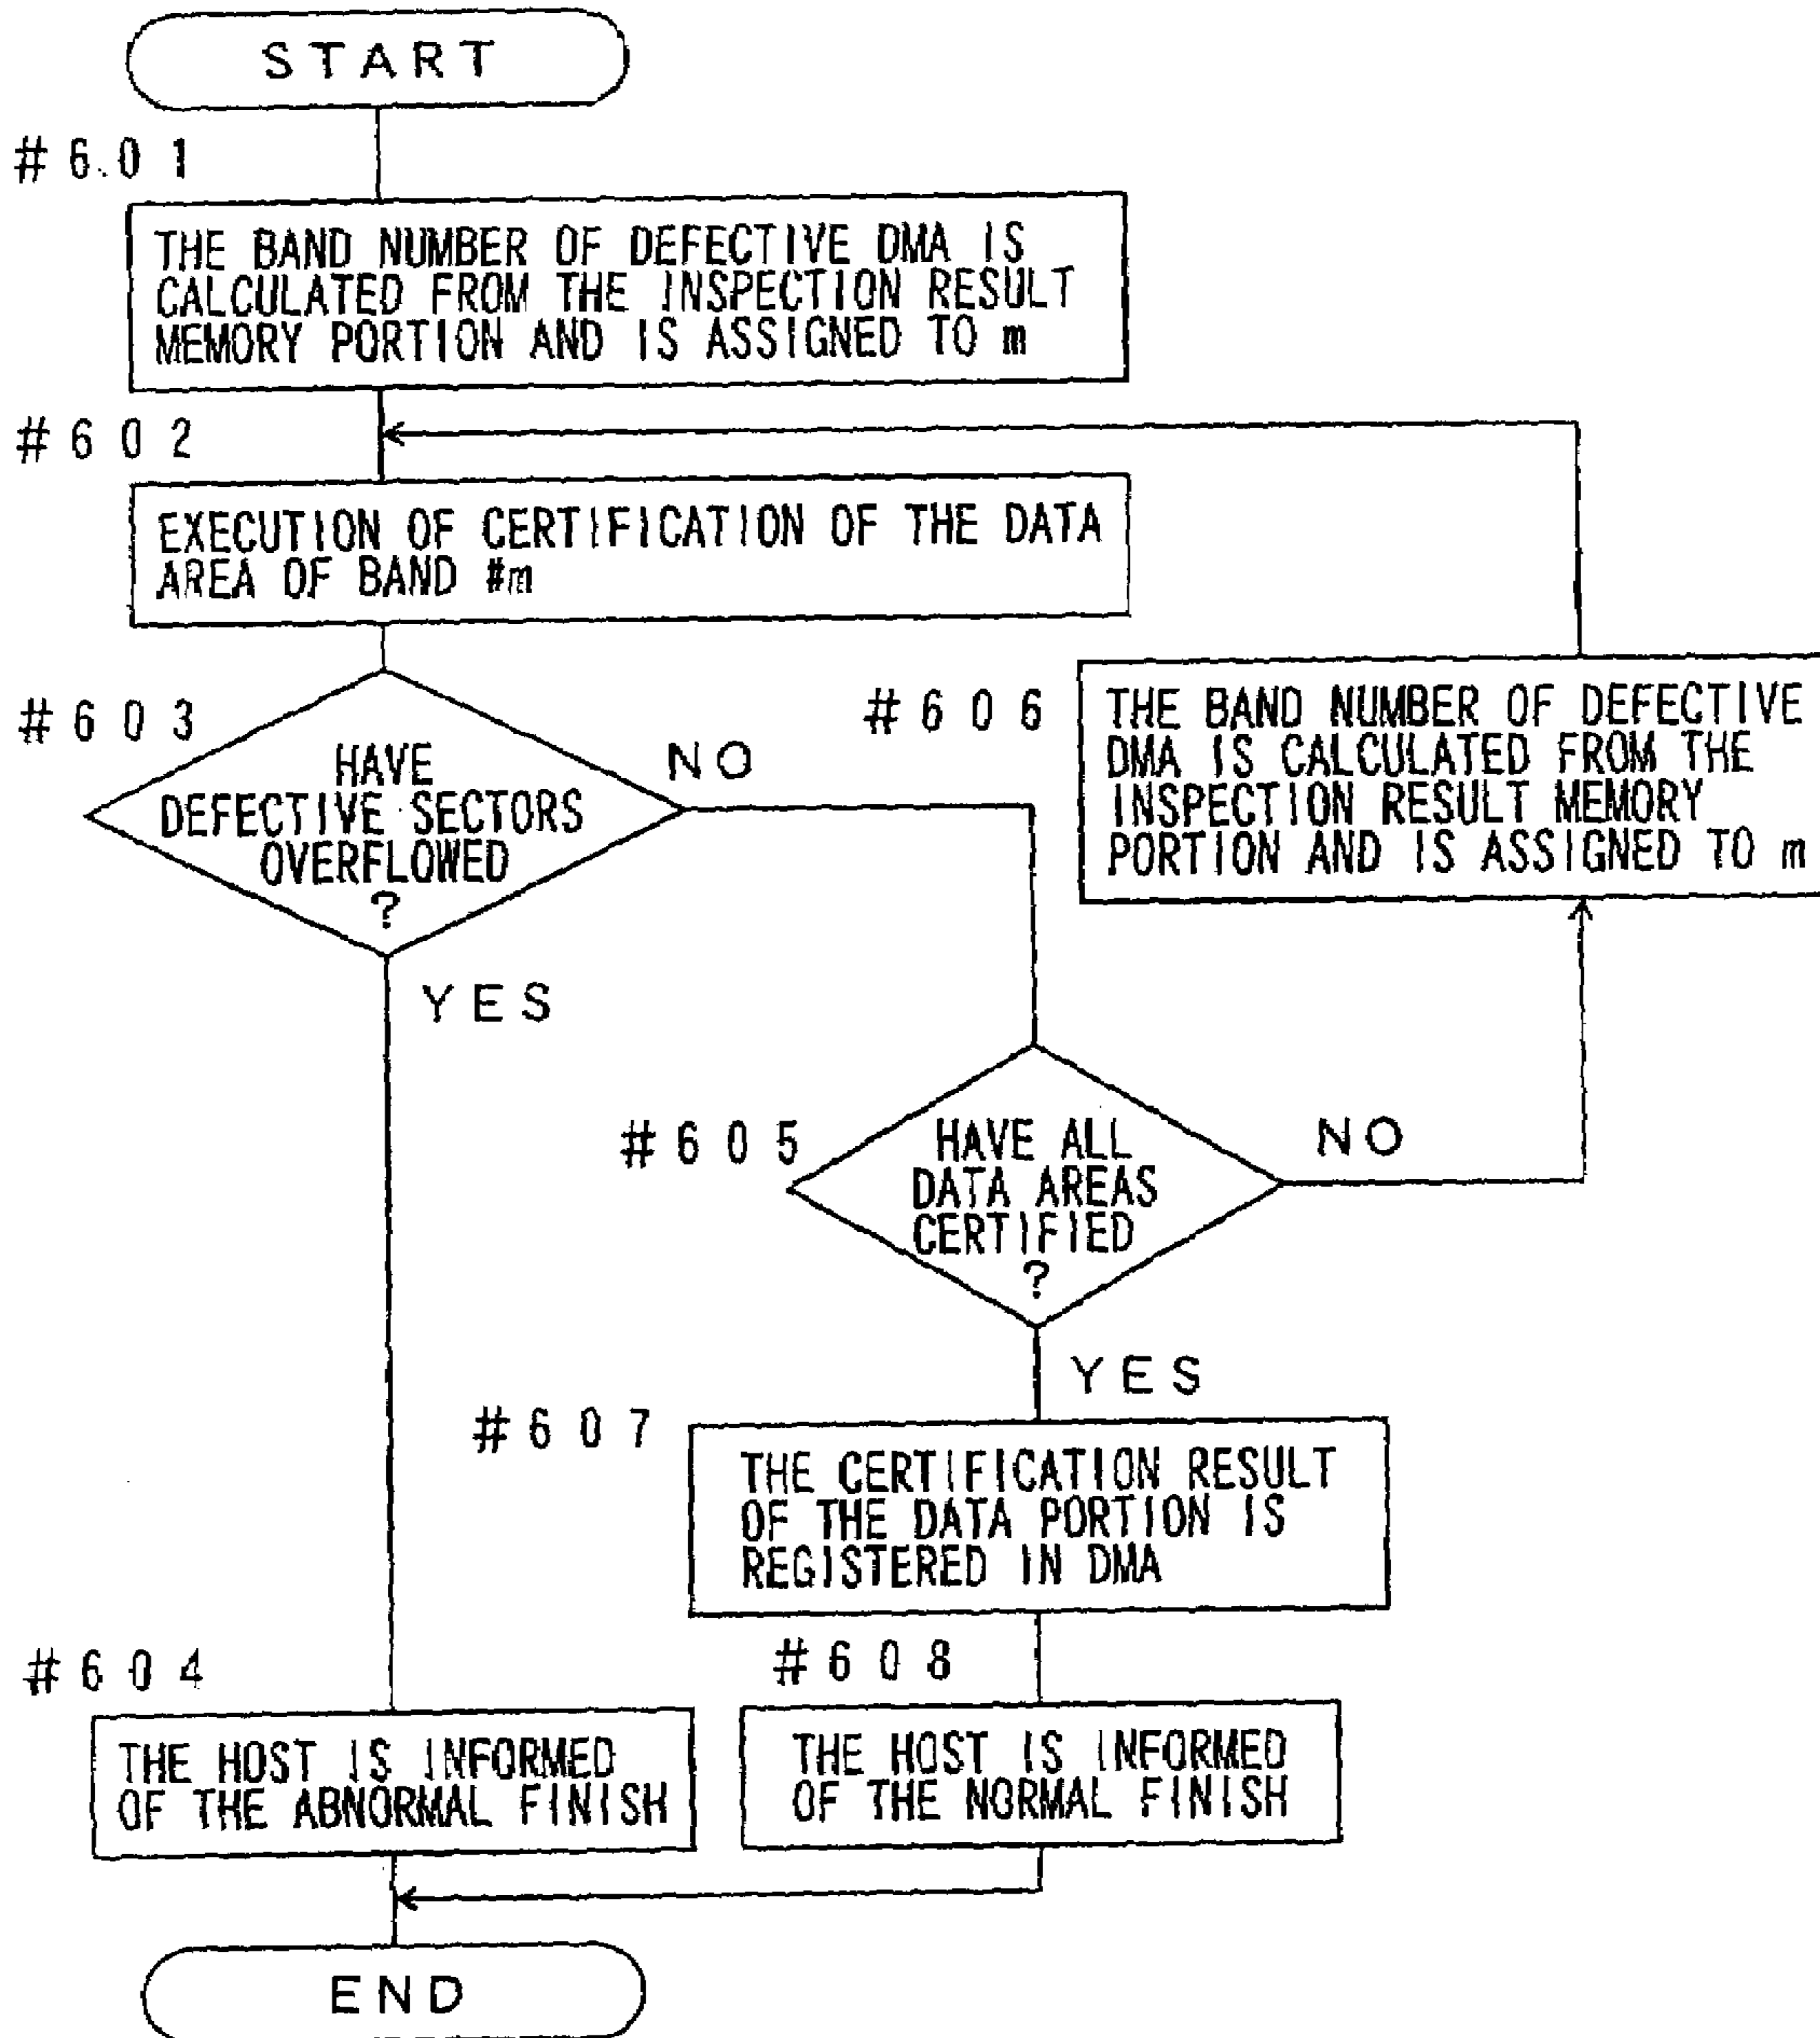 START
#601
THE BAND NUMBER OF DEFECTIVE DMA IS
CALCULATED FROM THE INSPECTION RESULT
MEMORY PORTION AND IS ASSIGNED TO m
#602
EXECUTION OF CERTIFICATION OF THE DATA
AREA OF BAND #m
#603
HAVE
DEFECTIVE SECTORS
OVERFLOWED
?
NO
YES
#606
THE BAND NUMBER OF DEFECTIVE
DMA IS CALCULATED FROM THE
INSPECTION RESULT MEMORY
PORTION AND IS ASSIGNED TO m
#605
HAVE ALL
DATA AREAS
CERTIFIED
?
NO
YES
#607
THE CERTIFICATION RESULT
OF THE DATA PORTION IS
REGISTERED IN DMA
#604
THE HOST IS INFORMED
OF THE ABNORMAL FINISH
#608
THE HOST IS INFORMED
OF THE NORMAL FINISH
END